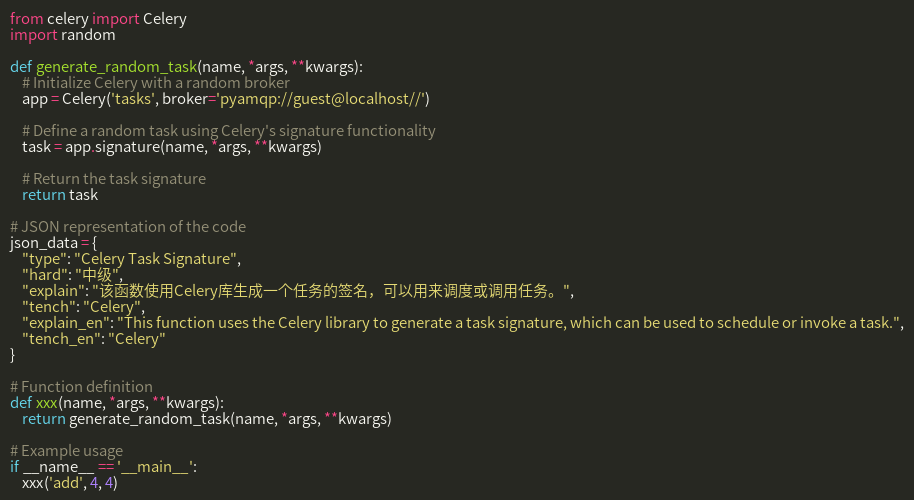 from celery import Celery
import random
def generate_random_task(name, *args, **kwargs):
# Initialize Celery with a random broker
app = Celery('tasks', broker='pyamqp://guest@localhost//')
# Define a random task using Celery's signature functionality
task = app.signature(name, *args, **kwargs)
# Return the task signature
return task
# JSON representation of the code
json_data = {
"type": "Celery Task Signature",
"hard": "中级",
"explain": "该函数使用Celery库生成一个任务的签名，可以用来调度或调用任务。",
"tench": "Celery",
"explain_en": "This function uses the Celery library to generate a task signature, which can be used to schedule or invoke a task.",
"tench_en": "Celery"
}
# Function definition
def xxx(name, *args, **kwargs):
return generate_random_task(name, *args, **kwargs)
# Example usage
if __name__ == '__main__':
xxx('add', 4, 4)